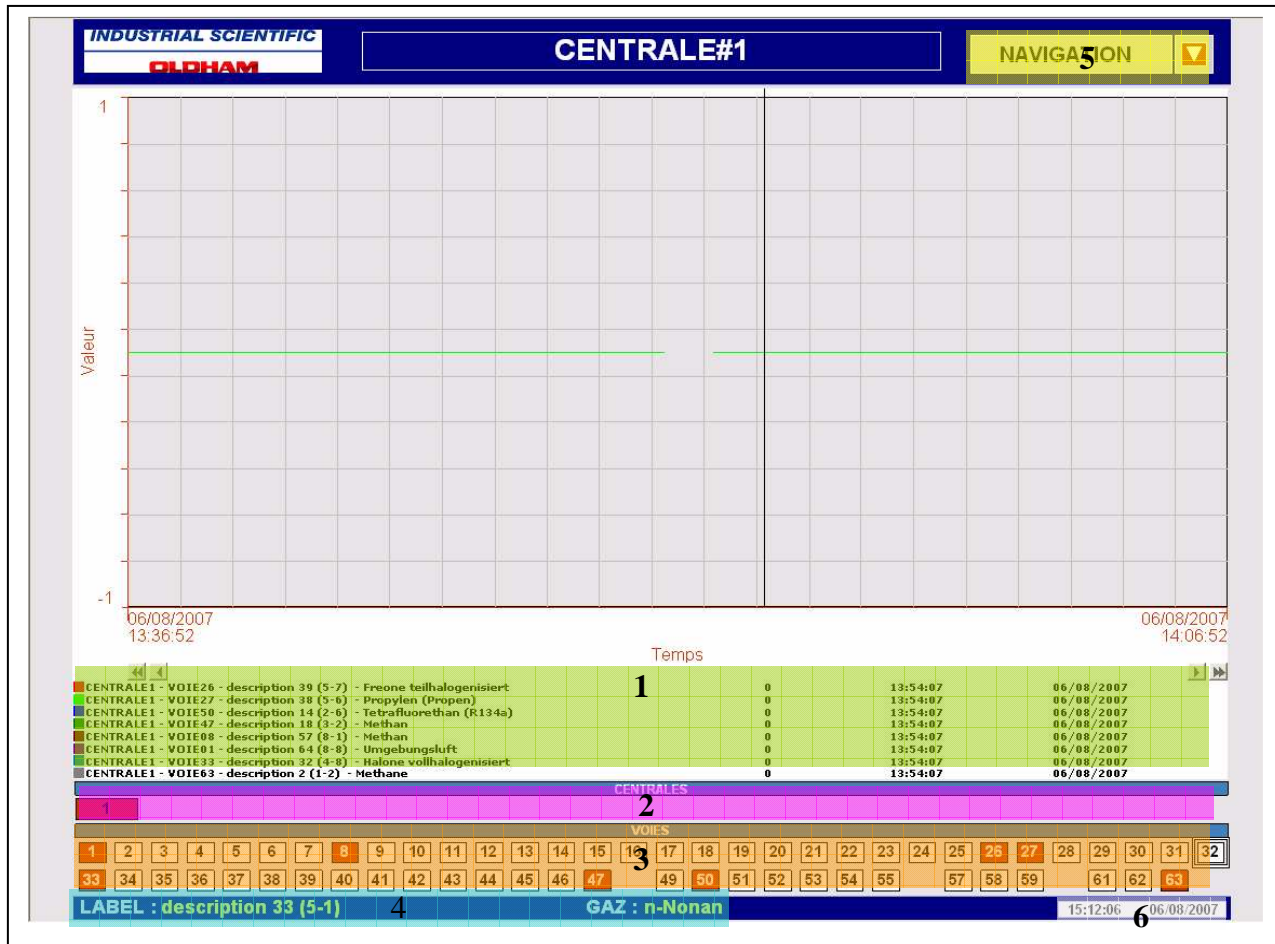 INDUSTRIAL SCIENTIFIC
OLDHAM
CENTRALE#1
NAVIGATION
5
1
Valeur
-1
06/08/2007
13:36:52
06/08/2007
14:06:52
Temps
1
CENTRALE1 - VOIE26 - description 39 (5-7) - Freone teilhalogenisiert 0 13:54:07 06/08/2007
CENTRALE1 - VOIE27 - description 38 (5-6) - Propylen (Propen) 0 13:54:07 06/08/2007
CENTRALE1 - VOIE50 - description 14 (2-6) - Tetrafluorethan (R134a) 0 13:54:07 06/08/2007
CENTRALE1 - VOIE47 - description 18 (3-2) - Methan 0 13:54:07 06/08/2007
CENTRALE1 - VOIE08 - description 57 (8-1) - Methan 0 13:54:07 06/08/2007
CENTRALE1 - VOIE01 - description 64 (8-8) - Umgebungsluft 0 13:54:07 06/08/2007
CENTRALE1 - VOIE33 - description 32 (4-8) - Halone vollhalogenisiert 0 13:54:07 06/08/2007
CENTRALE1 - VOIE63 - description 2 (1-2) - Methane 0 13:54:07 06/08/2007
CENTRALES
1
2
VOIES
3
1 2 3 4 5 6 7 8 9 10 11 12 13 14 15 16 17 18 19 20 21 22 23 24 25 26 27 28 29 30 31 32
33 34 35 36 37 38 39 40 41 42 43 44 45 46 47 49 50 51 52 53 54 55 57 58 59 61 62 63
LABEL : description 33 (5-1) 4 GAZ : n-Nonan
15:12:06 6 06/08/2007